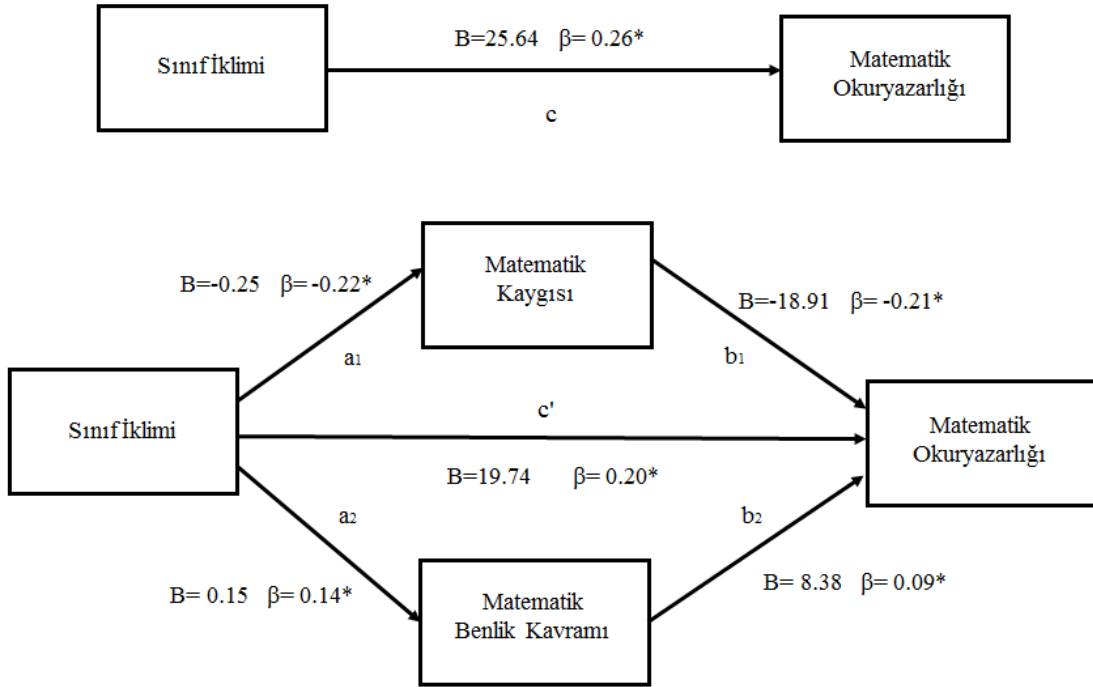 B=25.64 β= 0.26*
Sınıf İklimi
Matematik
Okuryazarlığı
c
Matematik
Kaygısı
B=-0.25 β= -0.22*
B=-18.91 β= -0.21*
a1
b1
Sınıf İklimi
c'
Matematik
Okuryazarlığı
B=19.74 β= 0.20*
a2
b2
B= 0.15 β= 0.14*
B= 8.38 β= 0.09*
Matematik
Benlik Kavramı